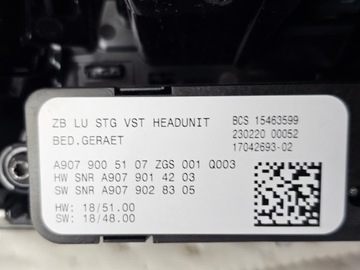 ZB LU STG VST HEADUNIT
BED.GERAET
BCS 15463599
230220 00052
17042693-02
A907 900 51 07 ZGS 001 Q003
HW SNR A907 901 42 03
SW SNR A907 902 83 05
HW: 18/51.00
SW: 18/48.00